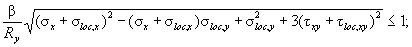 β/R_y √((σ_x + σ_loc,x)² − (σ_x + σ_loc,x)σ_loc,y + σ²_loc,y + 3(τ_xy + τ_loc,xy)²) ≤ 1;